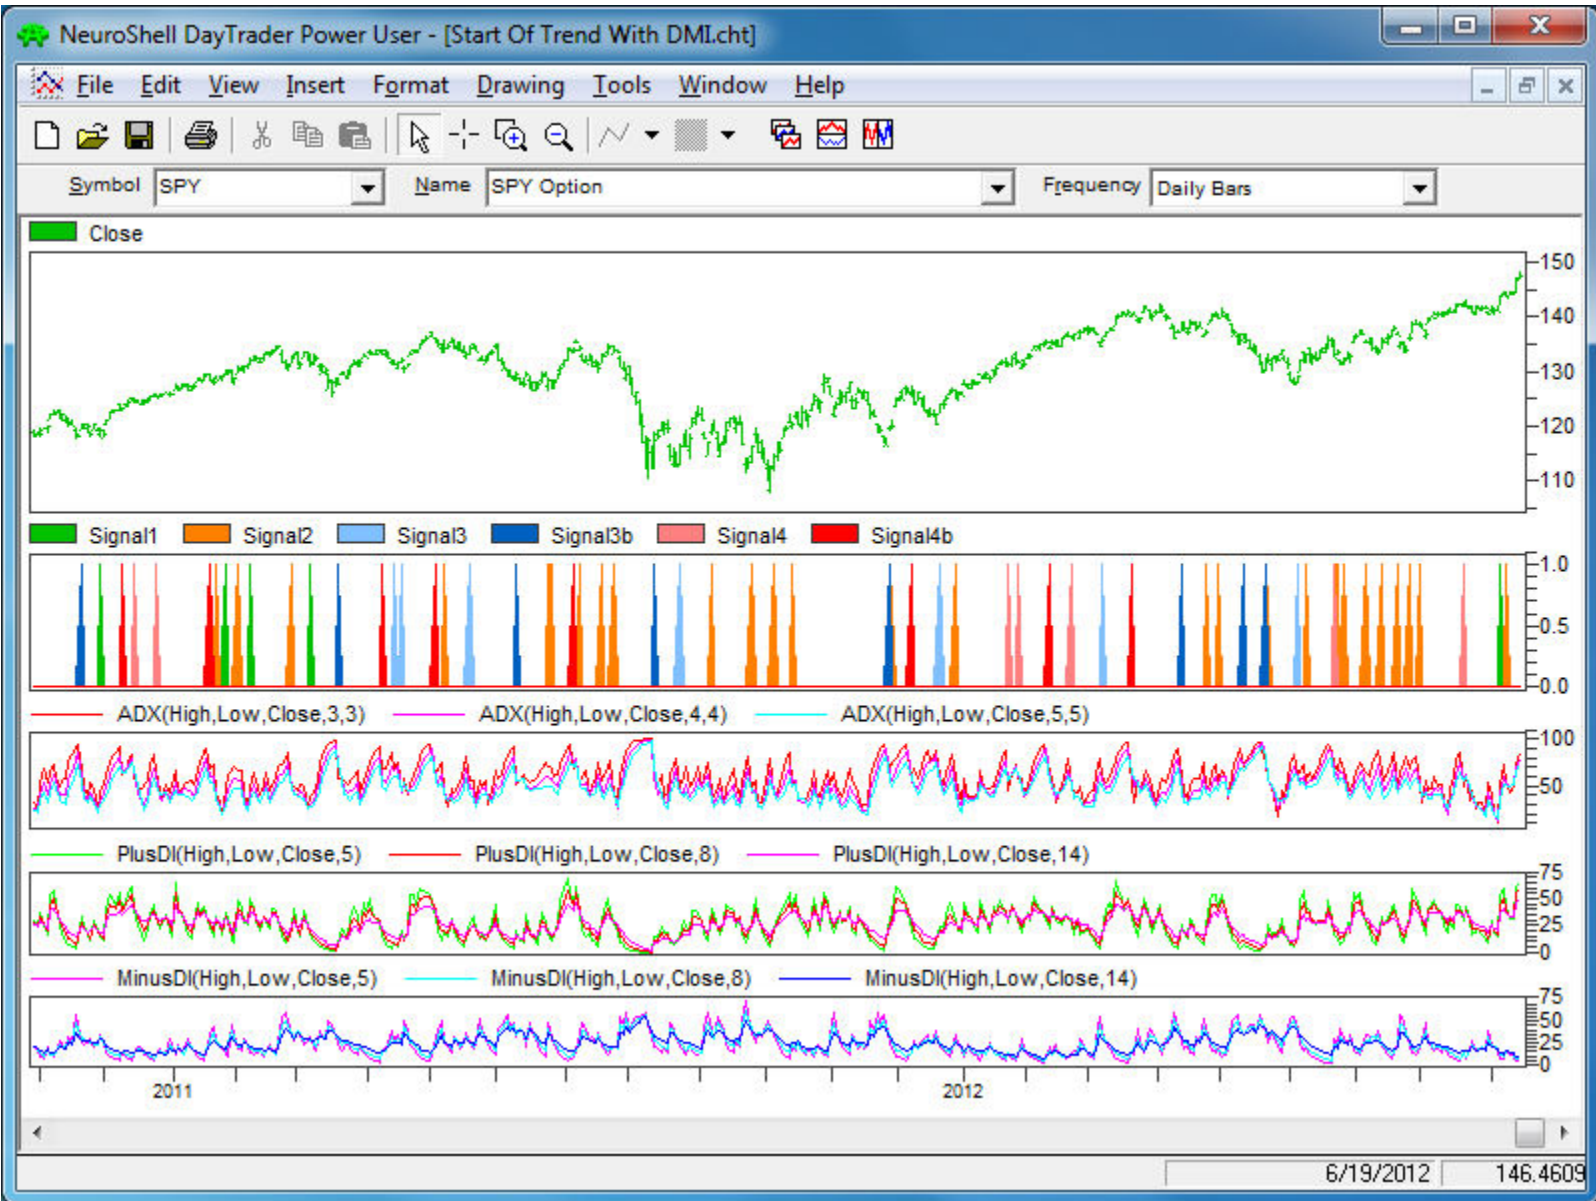 NeuroShell DayTrader Power User - [Start Of Trend With DMI.cht]
File Edit View Insert Format Drawing Tools Window Help
Symbol SPY Name SPY Option Frequency Daily Bars
Close
150
140
130
120
110
Signal1 Signal2 Signal3 Signal3b Signal4 Signal4b
1.0
0.5
0.0
ADX(High,Low,Close,3,3) ADX(High,Low,Close,4,4) ADX(High,Low,Close,5,5)
100
50
PlusDI(High,Low,Close,5) PlusDI(High,Low,Close,8) PlusDI(High,Low,Close,14)
75
50
25
0
MinusDI(High,Low,Close,5) MinusDI(High,Low,Close,8) MinusDI(High,Low,Close,14)
75
50
25
0
2011 2012
6/19/2012 146.4609